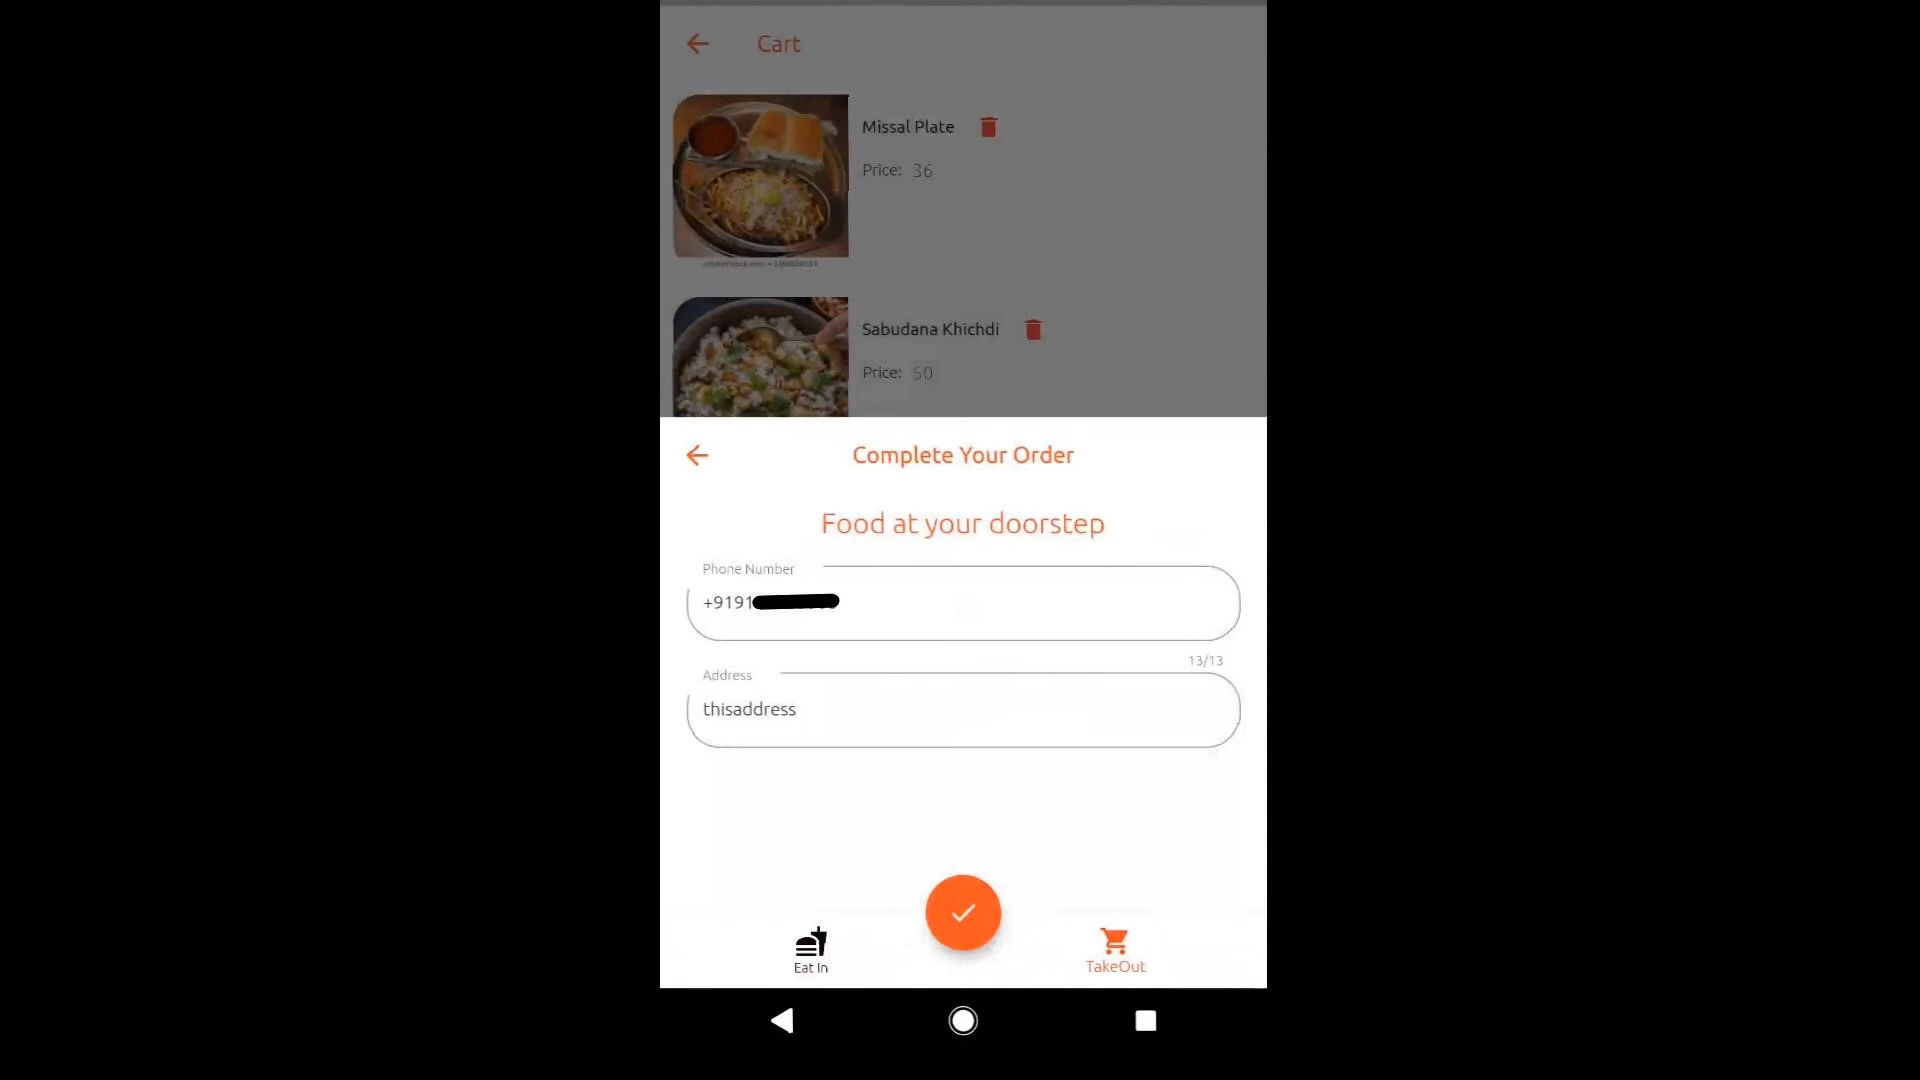 Cart
Missal Plate
Price: 36
Sabudana Khichdi
Price: 50
Complete Your Order
Food at your doorstep
Phone Number
+9191
13/13
Address
thisaddress
Eat In
TakeOut